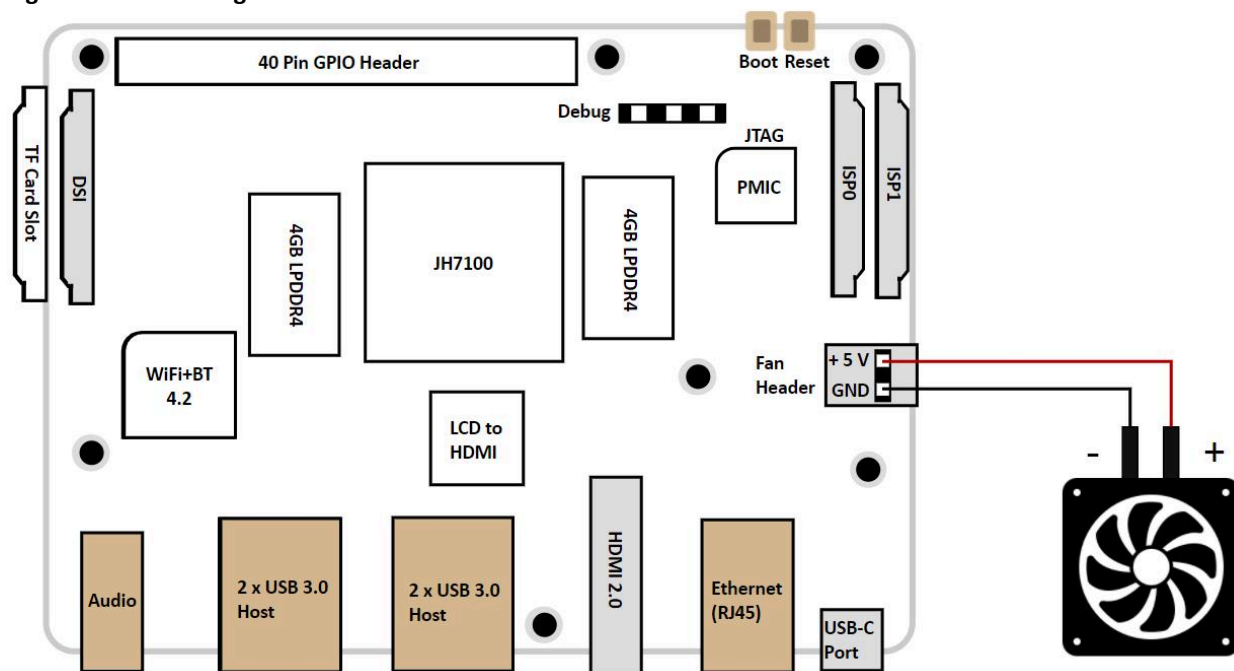 40 Pin GPIO Header
Boot Reset
Debug
JTAG
PMIC
TF Card Slot
DSI
4GB LPDDR4
JH7100
4GB LPDDR4
ISP0
ISP1
WiFi+BT
4.2
Fan
Header
+ 5 V
GND
LCD to
HDMI
- +
Audio
2 x USB 3.0
Host
2 x USB 3.0
Host
HDMI 2.0
Ethernet
(RJ45)
USB-C
Port